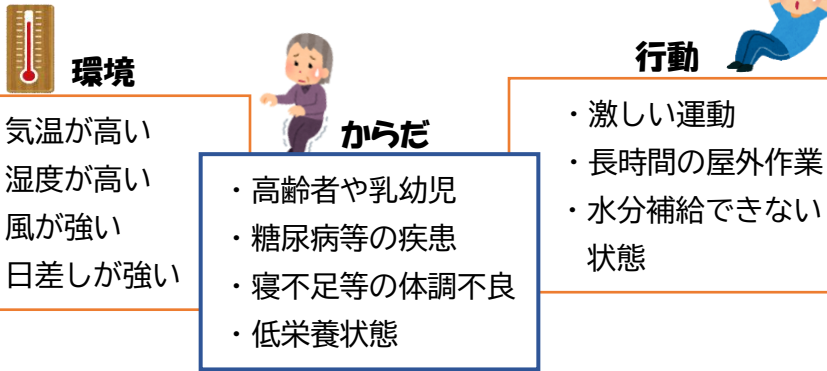 環境
気温が高い
湿度が高い
風が強い
日差しが強い
からだ
・高齢者や乳幼児
・糖尿病等の疾患
・寝不足等の体調不良
・低栄養状態
行動
・激しい運動
・長時間の屋外作業
・水分補給できない
状態